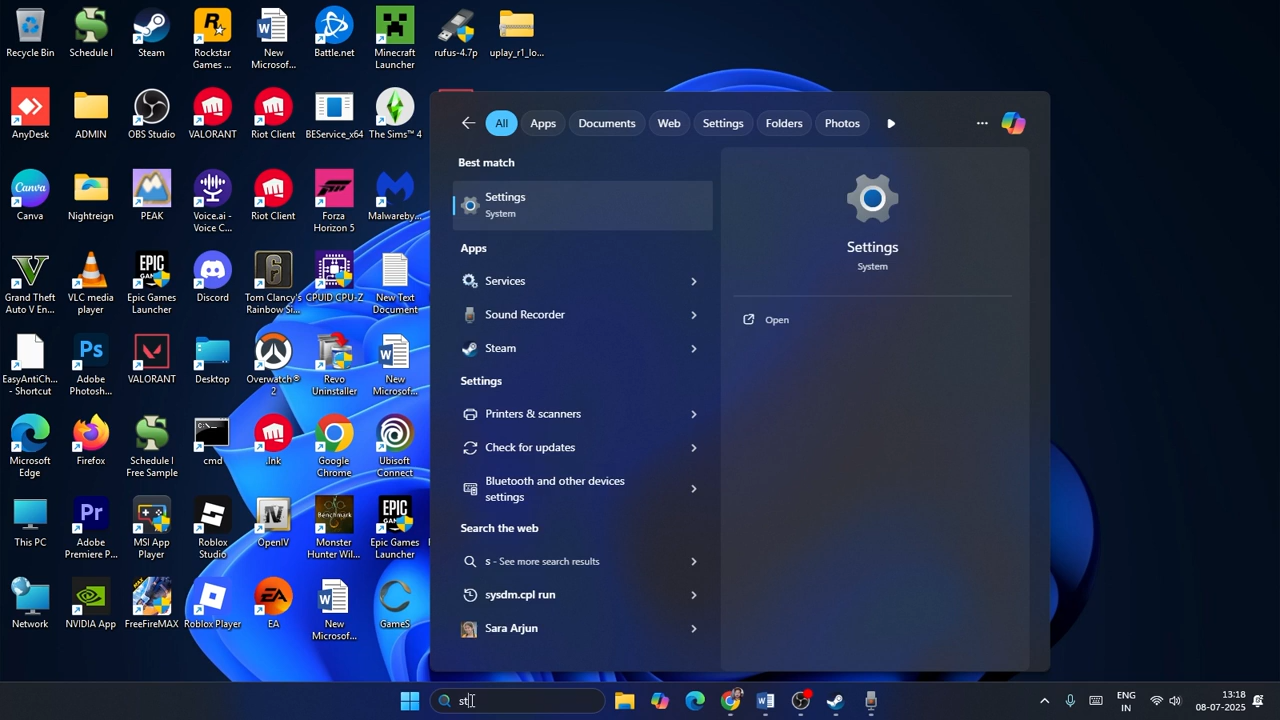 Recycle Bin
Schedule I
Steam
Rockstar
Games ...
New
Microsof...
Battle.net
Minecraft
Launcher
rufus-4.7p
uplay_r1_lo...
AnyDesk
ADMIN
OBS Studio
VALORANT
Riot Client
BEService_x64
The Sims™ 4
Canva
Nightreign
PEAK
Voice.ai -
Voice C...
Riot Client
Forza
Horizon 5
Malwareby...
Grand Theft
Auto V En...
VLC media
player
Epic Games
Launcher
Discord
Tom Clancy's
Rainbow Si...
CPUID CPU-Z
New Text
Document
EasyAntiCh...
- Shortcut
Adobe
Photosh...
VALORANT
Desktop
Overwatch®
2
Revo
Uninstaller
New
Microsof...
Microsoft
Edge
Firefox
Schedule I
Free Sample
cmd
.lnk
Google
Chrome
Ubisoft
Connect
This PC
Adobe
Premiere P...
MSI App
Player
Roblox
Studio
OpenIV
Monster
Hunter Wil...
Epic Games
Launcher
Network
NVIDIA App
FreeFireMAX
Roblox Player
EA
New
Microsof...
GameS
All
Apps
Documents
Web
Settings
Folders
Photos
Best match
Settings
System
Apps
Services
Sound Recorder
Steam
Settings
Printers & scanners
Check for updates
Bluetooth and other devices
settings
Search the web
s - See more search results
sysdm.cpl run
Sara Arjun
Settings
System
Open
st
ENG
IN
13:18
08-07-2025